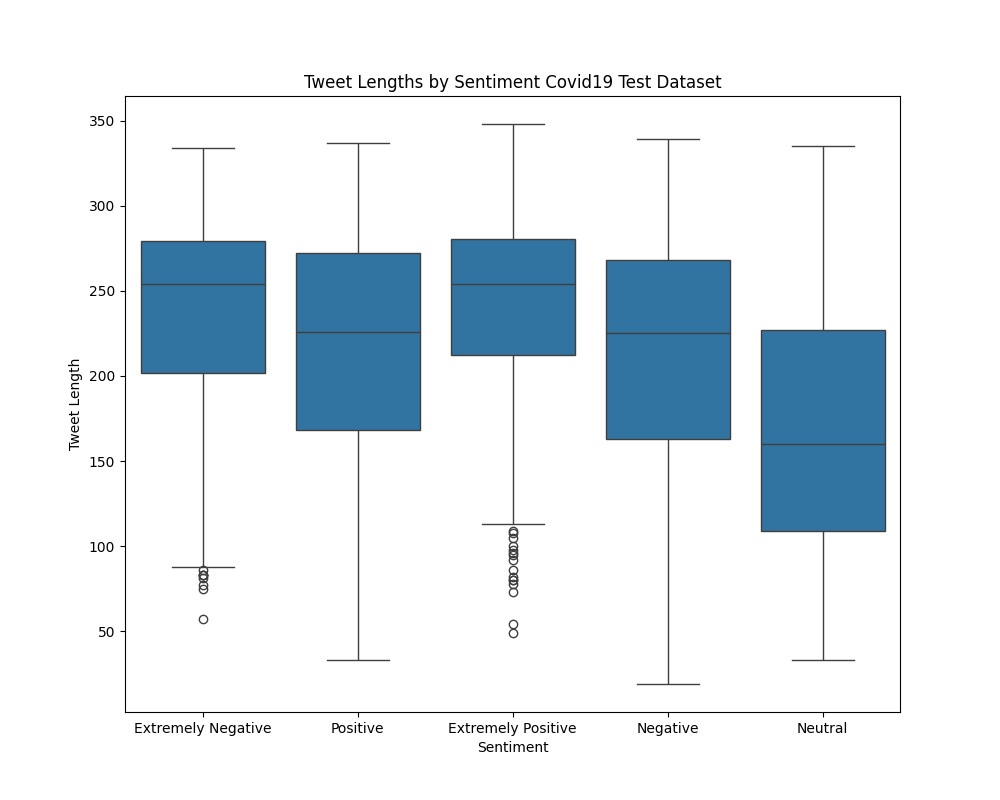 Tweet Lengths by Sentiment Covid19 Test Dataset
350
300
250
200
150
100
50
Tweet Length
Extremely Negative
Positive
Extremely Positive
Negative
Neutral
Sentiment